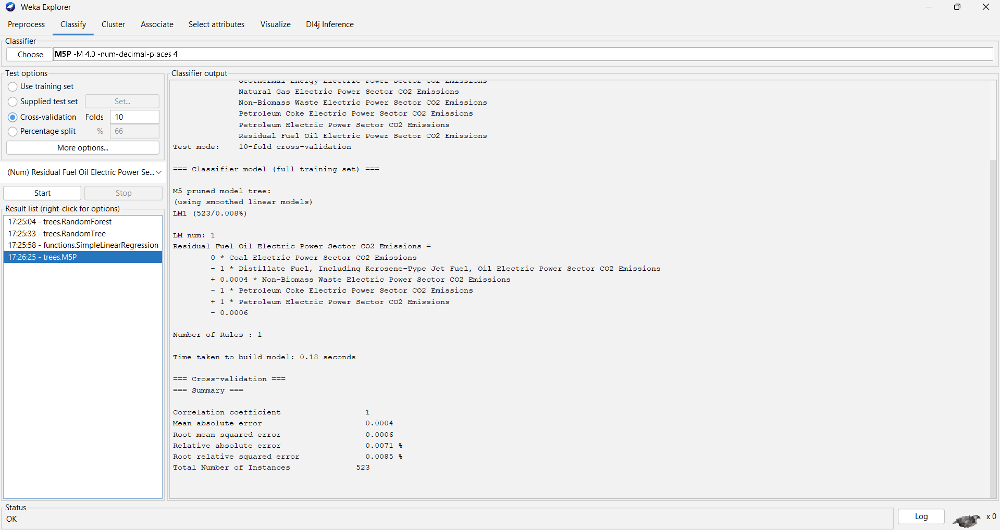 Weka Explorer
Preprocess Classify Cluster Associate Select attributes Visualize Dl4j Inference
Classifier
Choose M5P -M 4.0 -num-decimal-places 4
Test options
Use training set
Supplied test set Set...
Cross-validation Folds 10
Percentage split % 66
More options...
(Num) Residual Fuel Oil Electric Power Se...
Start Stop
Result list (right-click for options)
17:25:04 - trees.RandomForest
17:25:33 - trees.RandomTree
17:25:58 - functions.SimpleLinearRegression
17:26:25 - trees.M5P
Classifier output
Geothermal Energy Electric Power Sector CO2 Emissions
Natural Gas Electric Power Sector CO2 Emissions
Non-Biomass Waste Electric Power Sector CO2 Emissions
Petroleum Coke Electric Power Sector CO2 Emissions
Petroleum Electric Power Sector CO2 Emissions
Residual Fuel Oil Electric Power Sector CO2 Emissions
Test mode: 10-fold cross-validation
=== Classifier model (full training set) ===
M5 pruned model tree:
(using smoothed linear models)
LM1 (523/0.008%)
LM num: 1
Residual Fuel Oil Electric Power Sector CO2 Emissions =
0 * Coal Electric Power Sector CO2 Emissions
- 1 * Distillate Fuel, Including Kerosene-Type Jet Fuel, Oil Electric Power Sector CO2 Emissions
+ 0.0004 * Non-Biomass Waste Electric Power Sector CO2 Emissions
- 1 * Petroleum Coke Electric Power Sector CO2 Emissions
+ 1 * Petroleum Electric Power Sector CO2 Emissions
- 0.0006
Number of Rules : 1
Time taken to build model: 0.18 seconds
=== Cross-validation ===
=== Summary ===
Correlation coefficient 1
Mean absolute error 0.0004
Root mean squared error 0.0006
Relative absolute error 0.0071 %
Root relative squared error 0.0085 %
Total Number of Instances 523
Status
OK
Log x 0